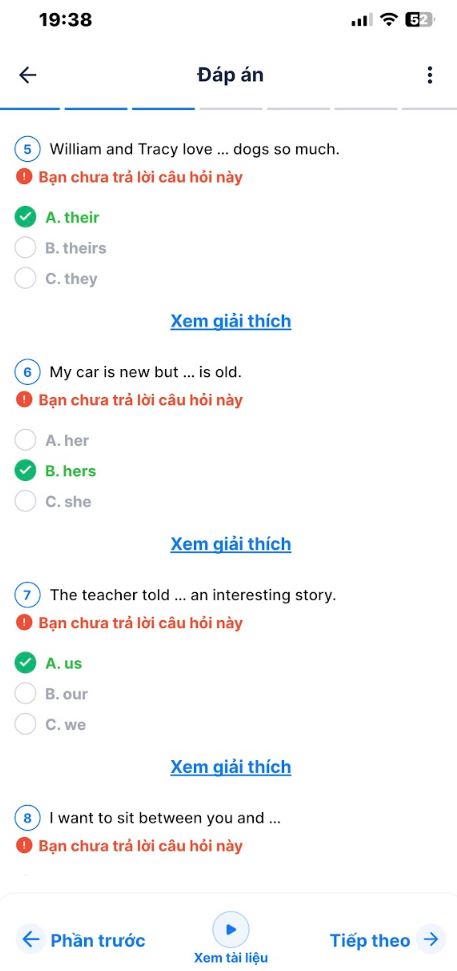 19:38
52
Đáp án
5 William and Tracy love ... dogs so much.
! Bạn chưa trả lời câu hỏi này
A. their
B. theirs
C. they
Xem giải thích
6 My car is new but ... is old.
! Bạn chưa trả lời câu hỏi này
A. her
B. hers
C. she
Xem giải thích
7 The teacher told ... an interesting story.
! Bạn chưa trả lời câu hỏi này
A. us
B. our
C. we
Xem giải thích
8 I want to sit between you and ...
! Bạn chưa trả lời câu hỏi này
Phần trước
Xem tài liệu
Tiếp theo